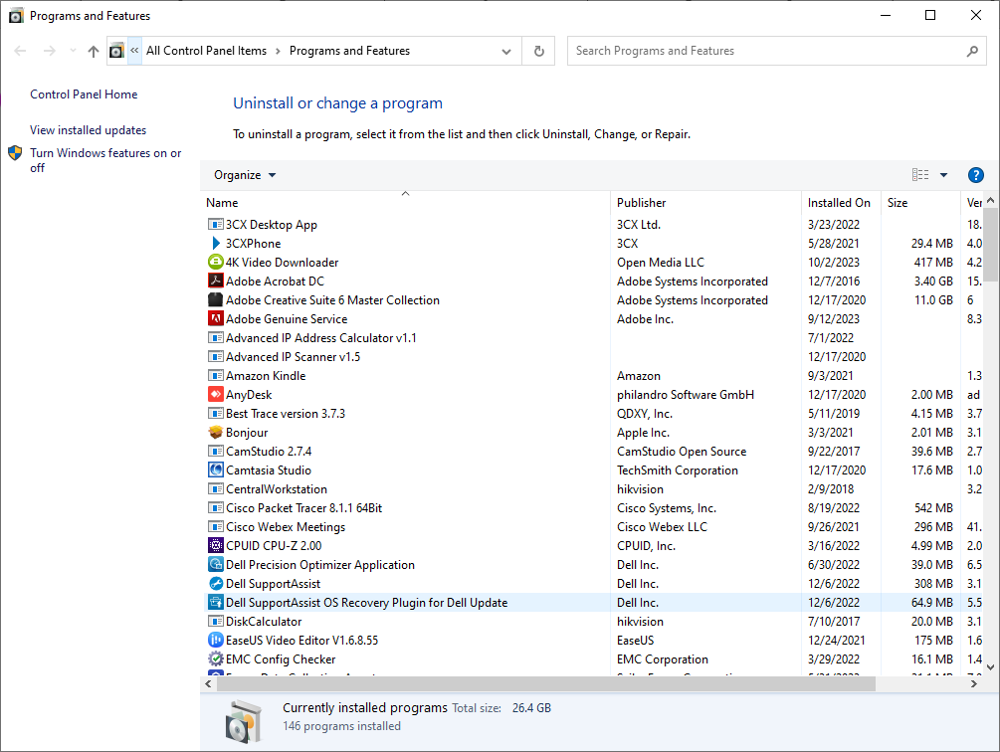 Programs and Features
« All Control Panel Items › Programs and Features
Search Programs and Features
Control Panel Home
View installed updates
Turn Windows features on or
off
Uninstall or change a program
To uninstall a program, select it from the list and then click Uninstall, Change, or Repair.
Organize
Name Publisher Installed On Size Ver
3CX Desktop App 3CX Ltd. 3/23/2022 18.
3CXPhone 3CX 5/28/2021 29.4 MB 4.0
4K Video Downloader Open Media LLC 10/2/2023 417 MB 4.2
Adobe Acrobat DC Adobe Systems Incorporated 12/7/2016 3.40 GB 15.
Adobe Creative Suite 6 Master Collection Adobe Systems Incorporated 12/17/2020 11.0 GB 6
Adobe Genuine Service Adobe Inc. 9/12/2023 8.3
Advanced IP Address Calculator v1.1 7/1/2022
Advanced IP Scanner v1.5 12/17/2020
Amazon Kindle Amazon 9/3/2021 1.3
AnyDesk philandro Software GmbH 12/17/2020 2.00 MB ad
Best Trace version 3.7.3 QDXY, Inc. 5/11/2019 4.15 MB 3.7
Bonjour Apple Inc. 3/3/2021 2.01 MB 3.1
CamStudio 2.7.4 CamStudio Open Source 9/22/2017 39.6 MB 2.7
Camtasia Studio TechSmith Corporation 12/17/2020 17.6 MB 1.0
CentralWorkstation hikvision 2/9/2018 3.2
Cisco Packet Tracer 8.1.1 64Bit Cisco Systems, Inc. 8/19/2022 542 MB
Cisco Webex Meetings Cisco Webex LLC 9/26/2021 296 MB 41.
CPUID CPU-Z 2.00 CPUID, Inc. 3/16/2022 4.99 MB 2.0
Dell Precision Optimizer Application Dell Inc. 6/30/2022 39.0 MB 6.5
Dell SupportAssist Dell Inc. 12/6/2022 308 MB 3.1
Dell SupportAssist OS Recovery Plugin for Dell Update Dell Inc. 12/6/2022 64.9 MB 5.5
DiskCalculator hikvision 7/10/2017 20.0 MB 3.1
EaseUS Video Editor V1.6.8.55 EaseUS 12/24/2021 175 MB 1.6
EMC Config Checker EMC Corporation 3/29/2022 16.1 MB 1.4
Currently installed programs Total size: 26.4 GB
146 programs installed